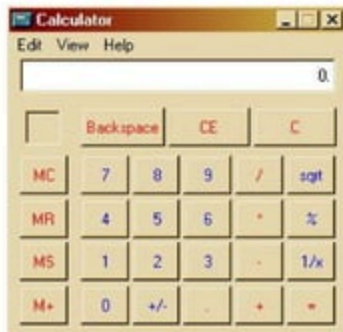 Calculator
Edit View Help
0.
Backspace CE C
MC 7 8 9 / sqrt
MR 4 5 6 * %
MS 1 2 3 - 1/x
M+ 0 +/- . + =